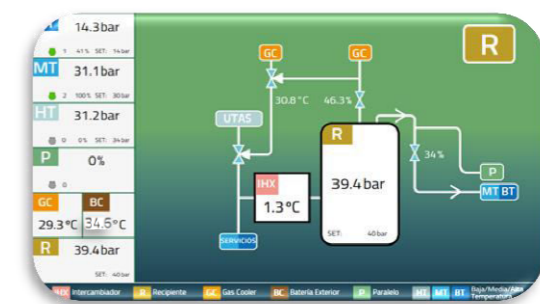 14.3bar
1 41% SET: 14bar
MT 31.1bar
2 100% SET: 30bar
HT 31.2bar
0 0% SET: 34bar
P 0%
0
GC BC
29.3°C 34.6°C
R 39.4bar
SET: 40bar
GC GC R
30.8°C 46.3%
UTAS
R
34%
IHX
1.3°C
39.4bar
P
MT BT
SET: 40bar
SERVICIOS
IHX Intercambiador R Recipiente GC Gas Cooler BC Batería Exterior P Paralelo HT MT BT Baja/Media/Alta
Temperatura